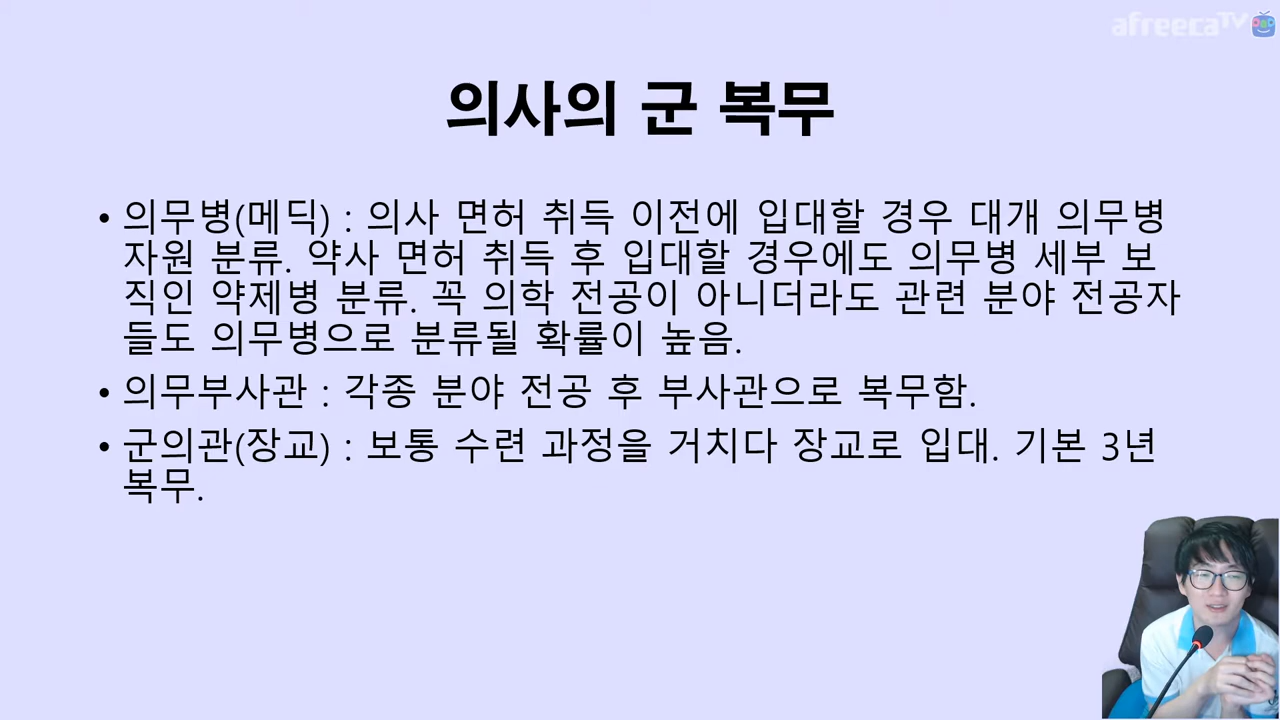 afreecaTV
의사의 군 복무
• 의무병(메딕) : 의사 면허 취득 이전에 입대할 경우 대개 의무병
자원 분류. 약사 면허 취득 후 입대할 경우에도 의무병 세부 보
직인 약제병 분류. 꼭 의학 전공이 아니더라도 관련 분야 전공자
들도 의무병으로 분류될 확률이 높음.
• 의무부사관 : 각종 분야 전공 후 부사관으로 복무함.
• 군의관(장교) : 보통 수련 과정을 거치다 장교로 입대. 기본 3년
복무.